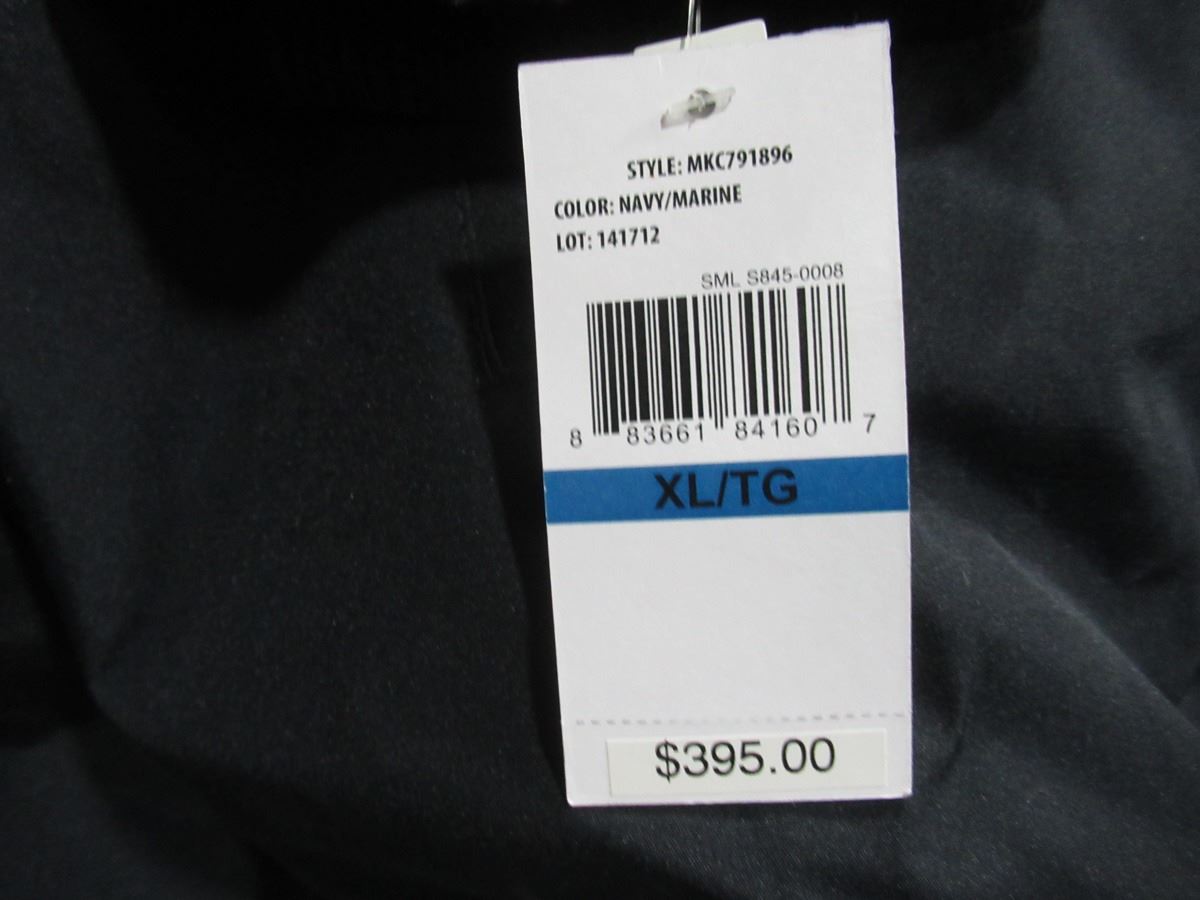 STYLE: MKC791896
COLOR: NAVY/MARINE
LOT: 141712
SML S845-0008
8 83661 84160 7
XL/TG
$395.00